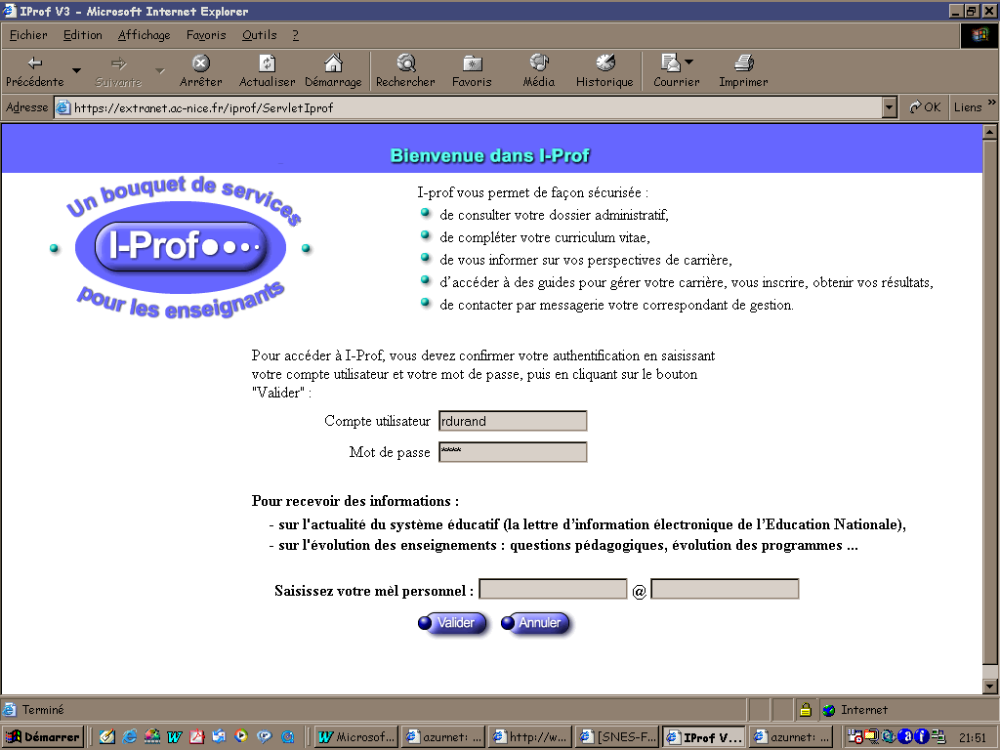 IProf V3 - Microsoft Internet Explorer
Fichier Edition Affichage Favoris Outils ?
Précédente Suivante Arrêter Actualiser Démarrage Rechercher Favoris Média Historique Courrier Imprimer
Adresse https://extranet.ac-nice.fr/iprof/ServletIprof OK Liens »
Bienvenue dans I-Prof
Un bouquet de services
I-Prof
pour les enseignants
I-prof vous permet de façon sécurisée :
de consulter votre dossier administratif,
de compléter votre curriculum vitae,
de vous informer sur vos perspectives de carrière,
d’accéder à des guides pour gérer votre carrière, vous inscrire, obtenir vos résultats,
de contacter par messagerie votre correspondant de gestion.
Pour accéder à I-Prof, vous devez confirmer votre authentification en saisissant
votre compte utilisateur et votre mot de passe, puis en cliquant sur le bouton
"Valider" :
Compte utilisateur rdurand
Mot de passe ****
Pour recevoir des informations :
- sur l'actualité du système éducatif (la lettre d’information électronique de l’Education Nationale),
- sur l'évolution des enseignements : questions pédagogiques, évolution des programmes ...
Saisissez votre mèl personnel : @
Valider Annuler
Terminé Internet
Démarrer Microsof... azurnet: ... http://w... [SNES-F... IProf V... azurnet: ... 21:51